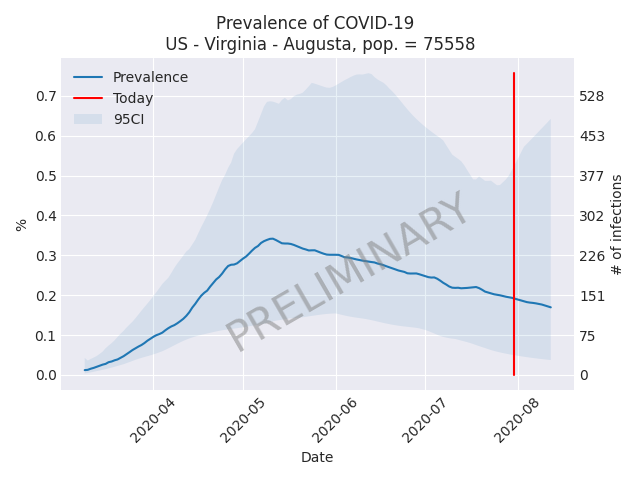 Prevalence of COVID-19
US - Virginia - Augusta, pop. = 75558
Prevalence
Today
95CI
0.7
0.6
0.5
0.4
0.3
0.2
0.1
0.0
%
528
453
377
302
226
151
75
0
# of infections
PRELIMINARY
2020-04
2020-05
2020-06
2020-07
2020-08
Date